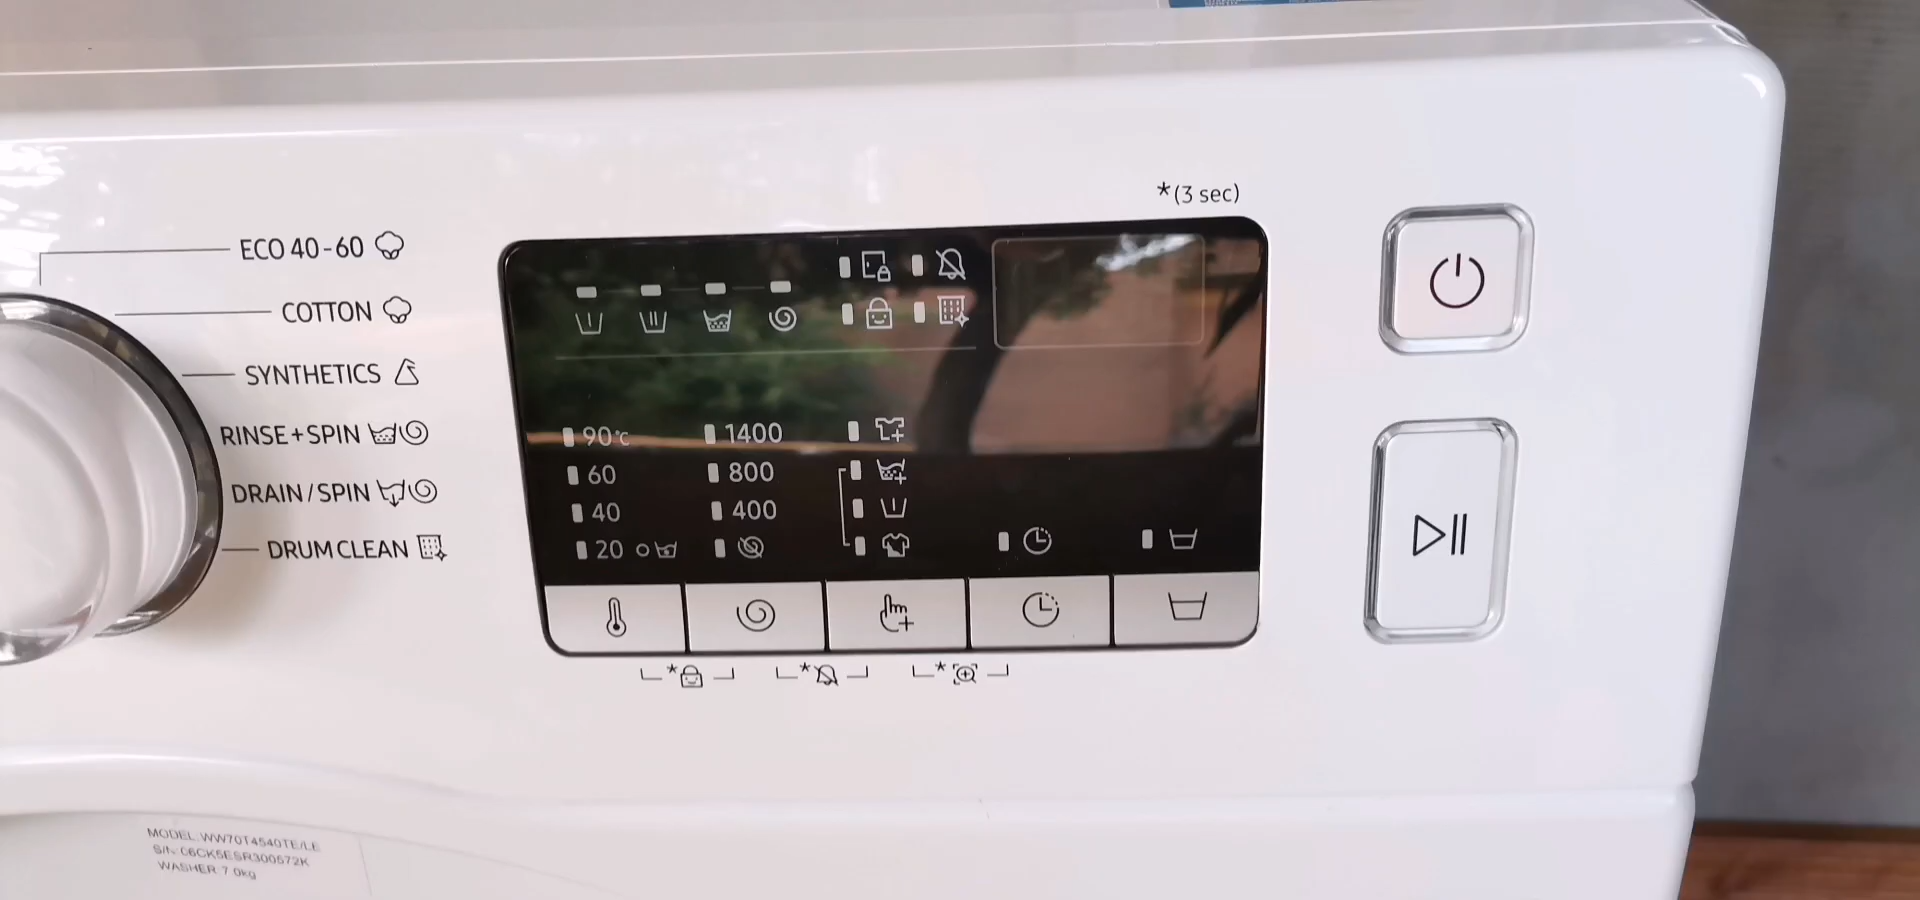 *(3 sec)
ECO 40-60
COTTON
SYNTHETICS
RINSE+SPIN
DRAIN/SPIN
DRUM CLEAN
90°C 1400
60 800
40 400
20
* * *
MODEL: WW70T4540TE/LE
S/N: 06CK5ESR300572K
WASHER 7.0kg